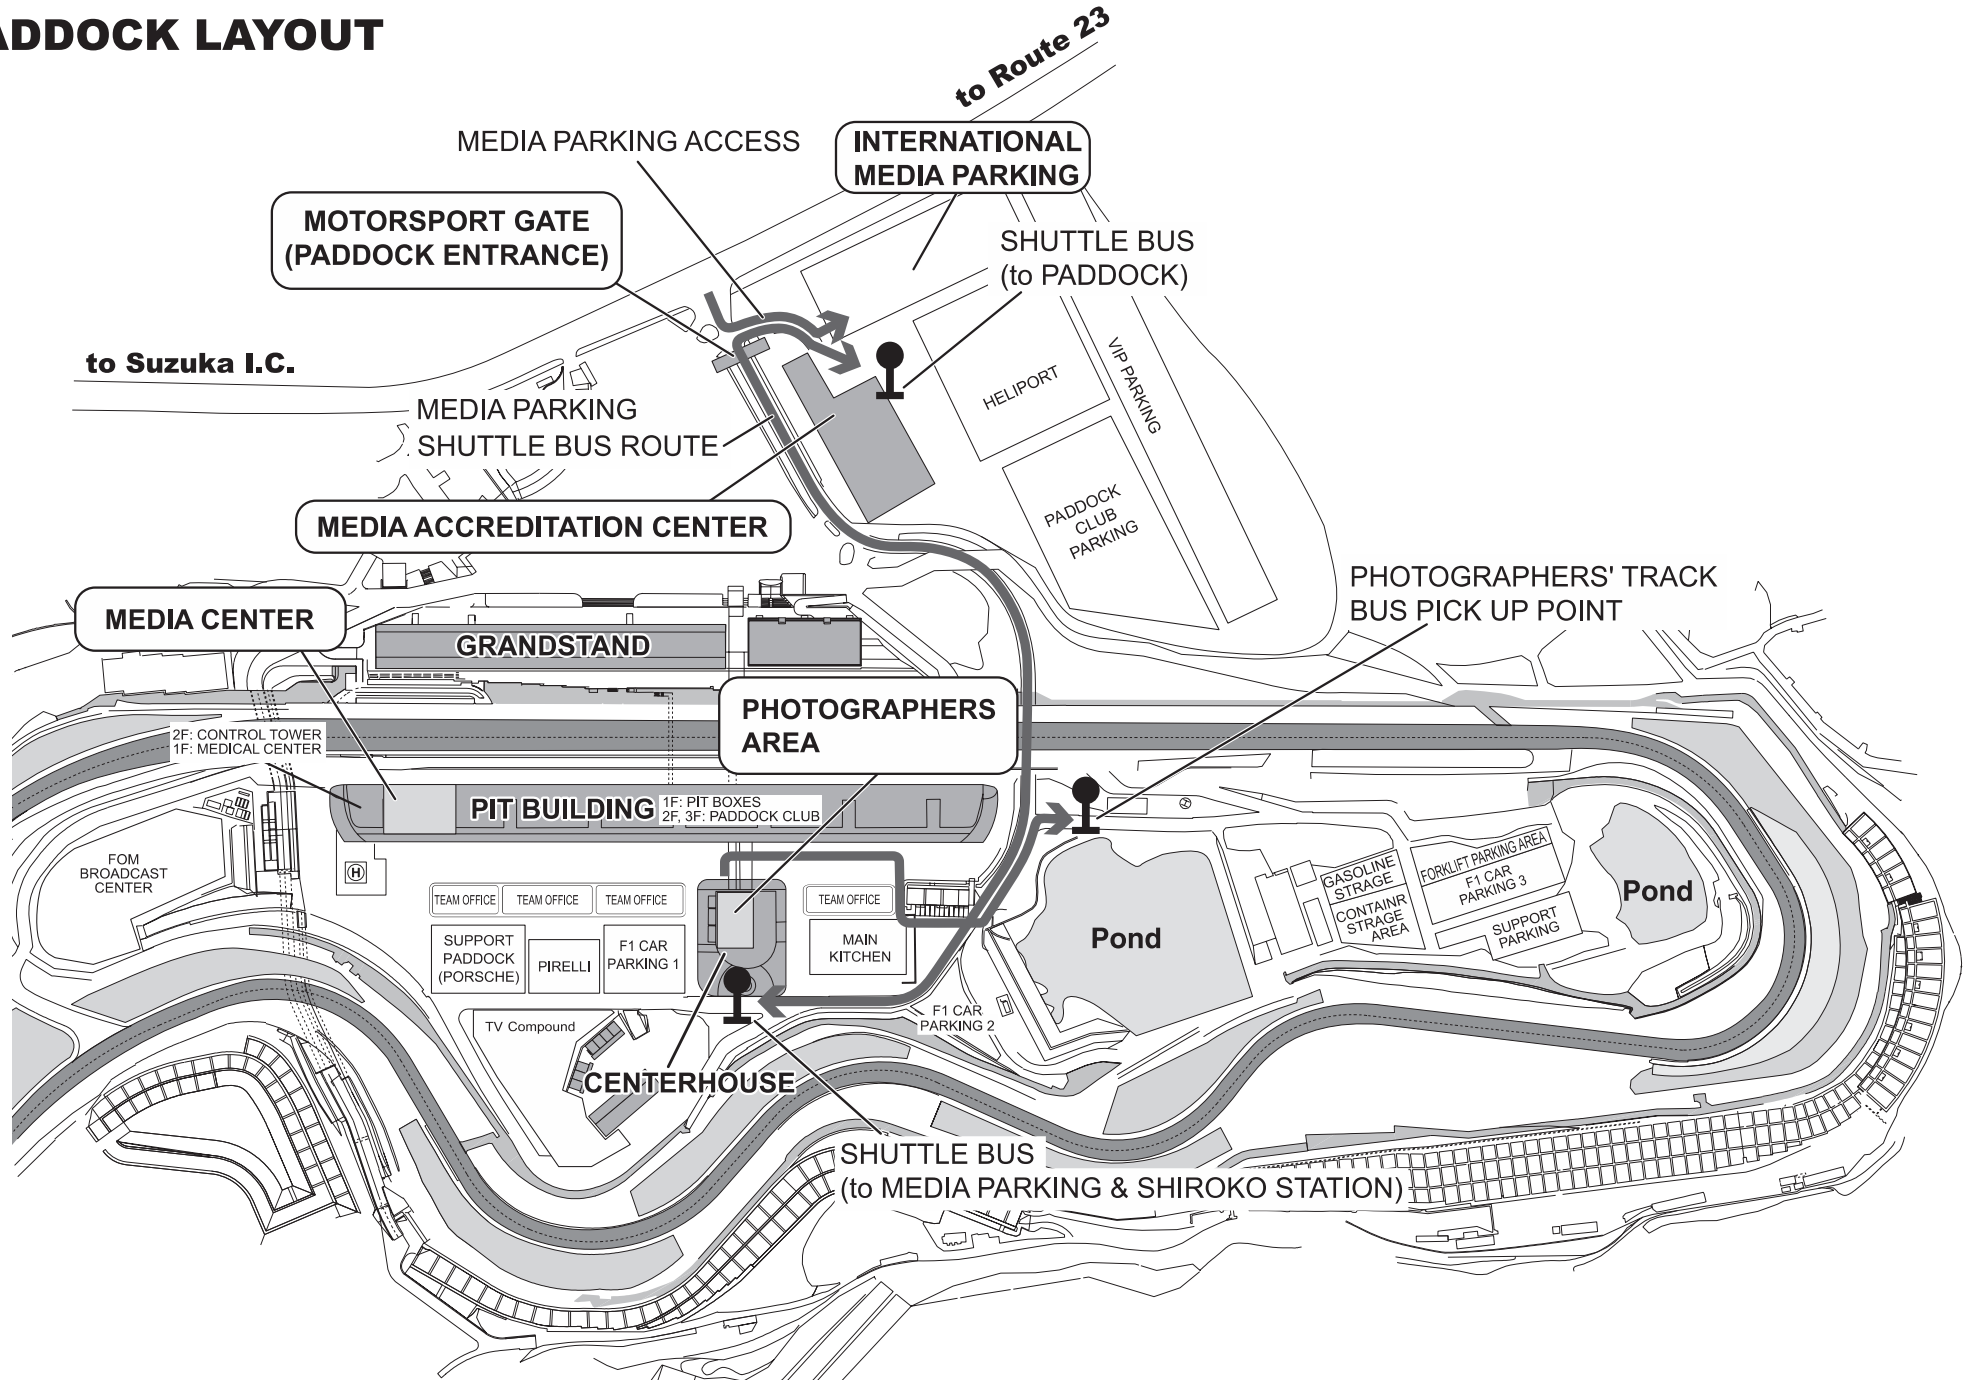 ADDOCK LAYOUT
to Route 23
MEDIA PARKING ACCESS
INTERNATIONAL
MEDIA PARKING
MOTORSPORT GATE
(PADDOCK ENTRANCE)
SHUTTLE BUS
(to PADDOCK)
to Suzuka I.C.
MEDIA PARKING
SHUTTLE BUS ROUTE
HELIPORT
VIP PARKING
MEDIA ACCREDITATION CENTER
PADDOCK
CLUB
PARKING
PHOTOGRAPHERS' TRACK
BUS PICK UP POINT
MEDIA CENTER
GRANDSTAND
PHOTOGRAPHERS
AREA
2F: CONTROL TOWER
1F: MEDICAL CENTER
PIT BUILDING
1F: PIT BOXES
2F, 3F: PADDOCK CLUB
FOM
BROADCAST
CENTER
H
TEAM OFFICE
TEAM OFFICE
TEAM OFFICE
TEAM OFFICE
SUPPORT
PADDOCK
(PORSCHE)
PIRELLI
F1 CAR
PARKING 1
MAIN
KITCHEN
GASOLINE
STRAGE
CONTAINR
STRAGE
AREA
FORKLIFT PARKING AREA
F1 CAR
PARKING 3
SUPPORT
PARKING
Pond
Pond
TV Compound
F1 CAR
PARKING 2
CENTERHOUSE
SHUTTLE BUS
(to MEDIA PARKING & SHIROKO STATION)